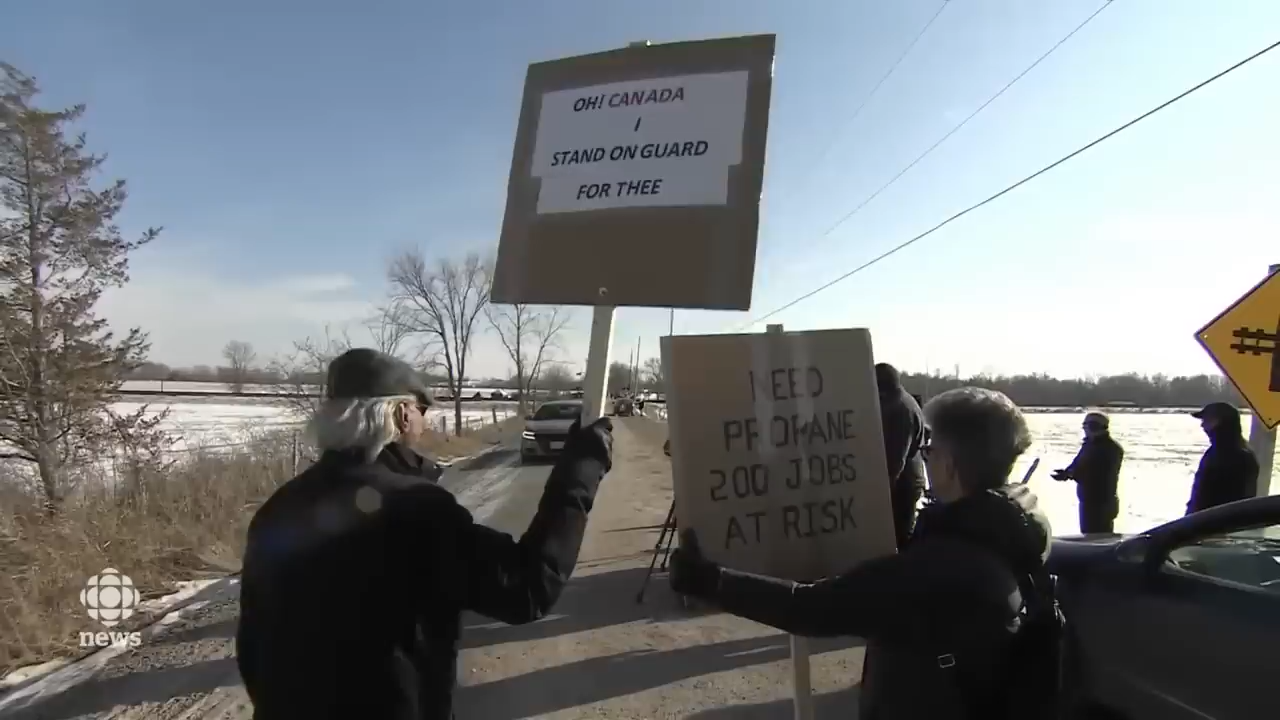 OH! CANADA
I
STAND ON GUARD
FOR THEE
NEED
PROPANE
200 JOBS
AT RISK
news